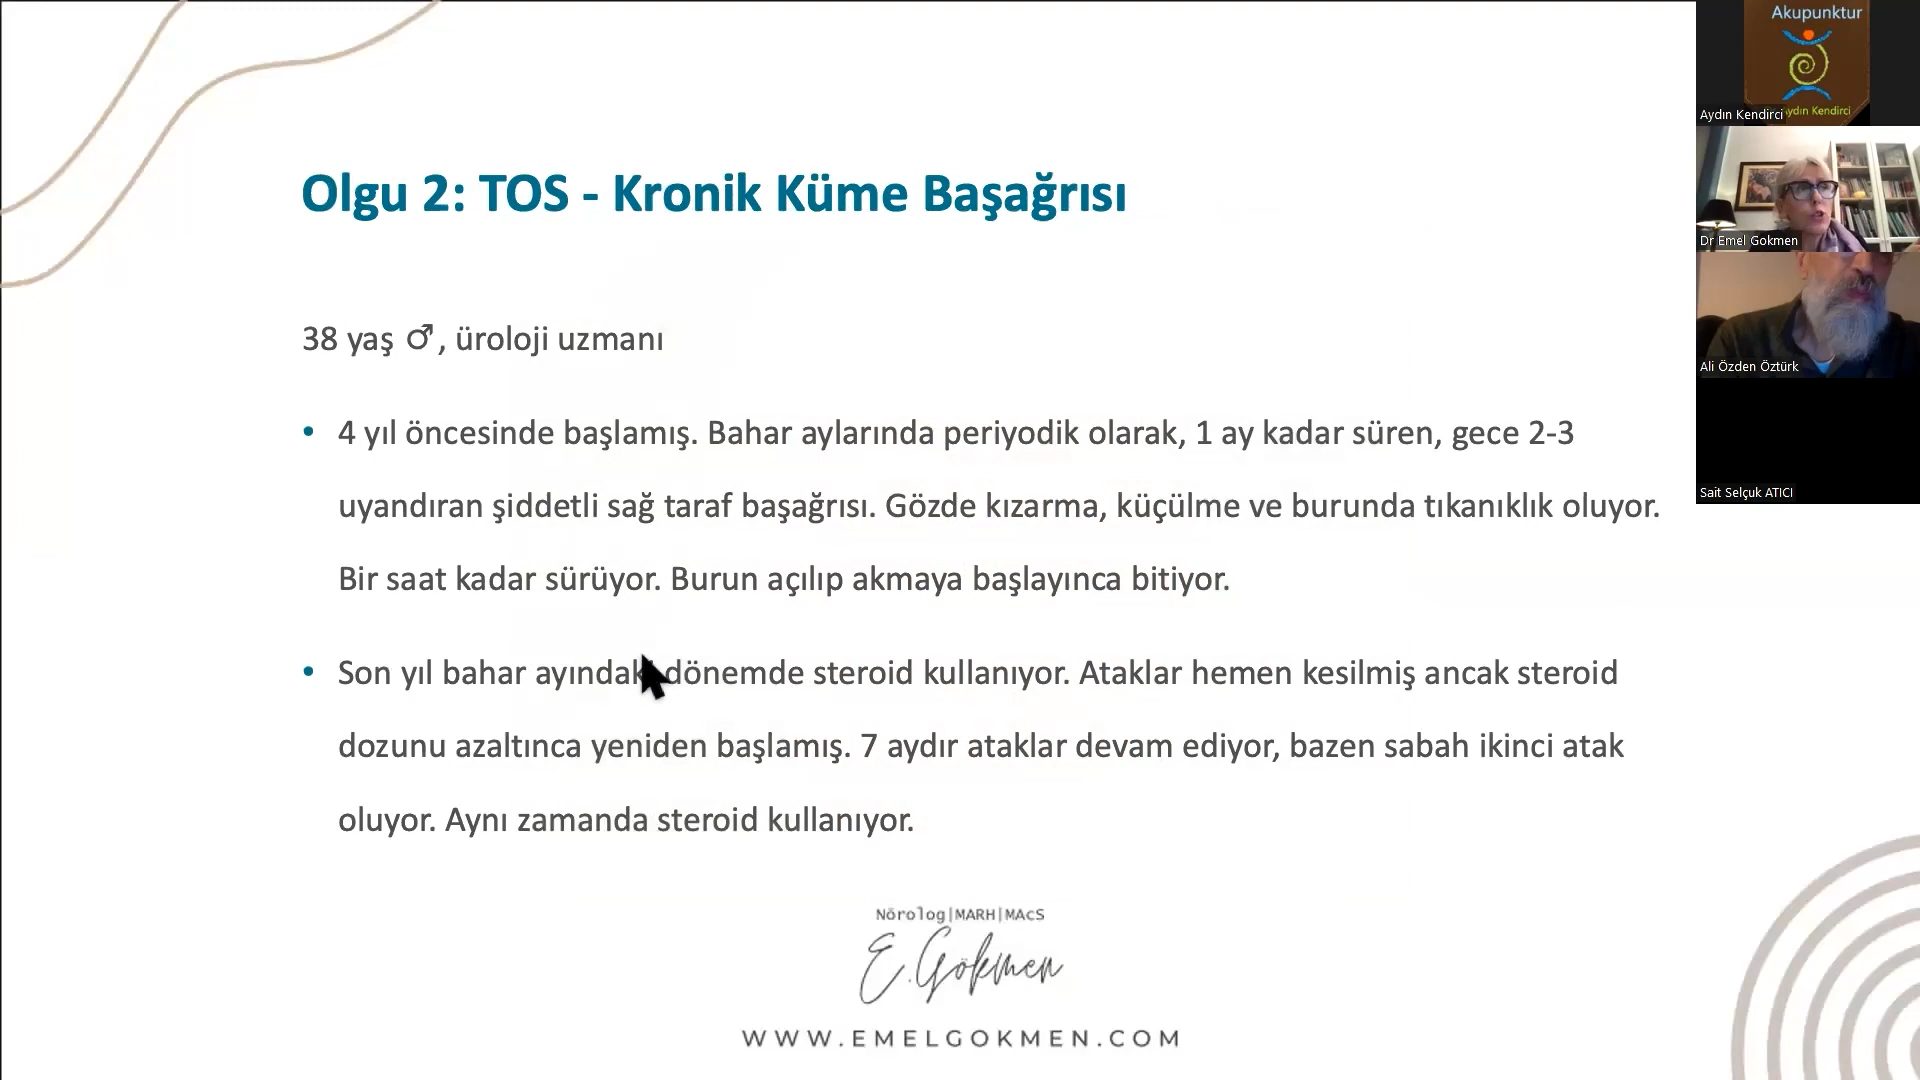 Olgu 2: TOS - Kronik Küme Başağrısı
38 yaş ♂, üroloji uzmanı
• 4 yıl öncesinde başlamış. Bahar aylarında periyodik olarak, 1 ay kadar süren, gece 2-3
uyandıran şiddetli sağ taraf başağrısı. Gözde kızarma, küçülme ve burunda tıkanıklık oluyor.
Bir saat kadar sürüyor. Burun açılıp akmaya başlayınca bitiyor.
• Son yıl bahar ayındaki dönemde steroid kullanıyor. Ataklar hemen kesilmiş ancak steroid
dozunu azaltınca yeniden başlamış. 7 aydır ataklar devam ediyor, bazen sabah ikinci atak
oluyor. Aynı zamanda steroid kullanıyor.
Nörolog|MARH|MAcS
E.Gökmen
WWW.EMELGOKMEN.COM
Akupunktur
Aydın Kendirci
Aydın Kendirci
Dr Emel Gokmen
Ali Özden Öztürk
Sait Selçuk ATICI